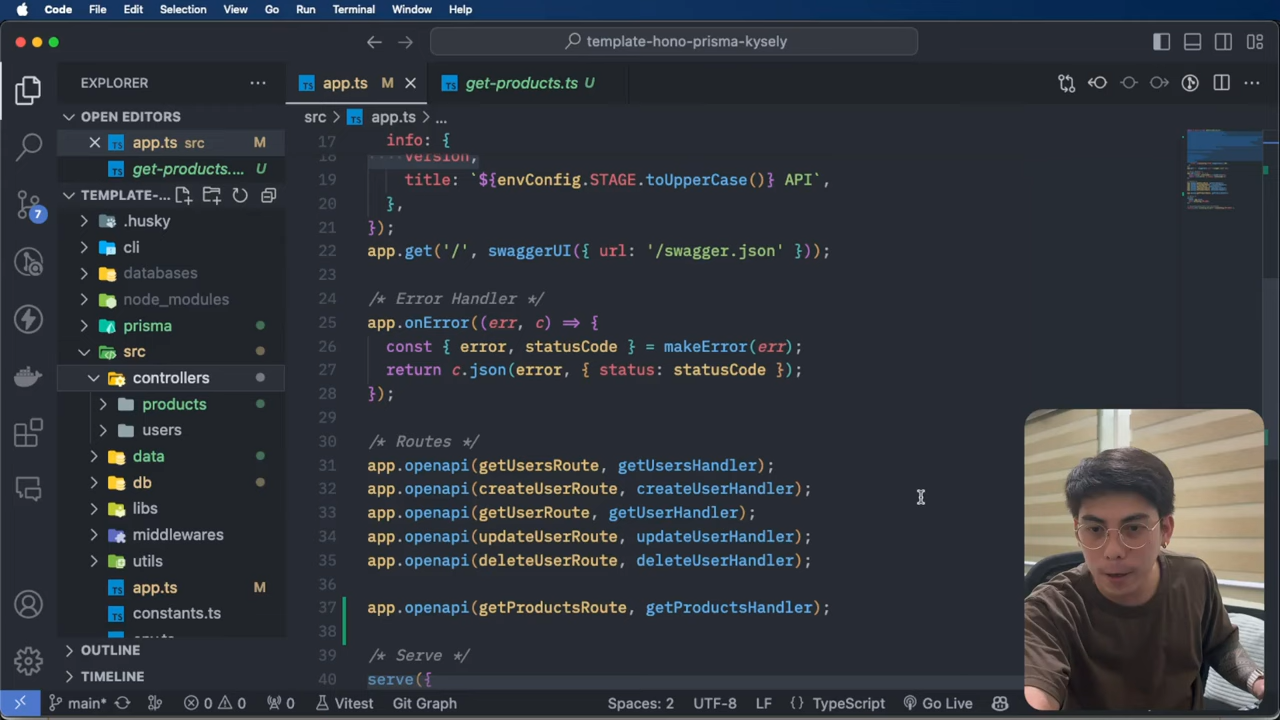 Code File Edit Selection View Go Run Terminal Window Help
template-hono-prisma-kysely
EXPLORER
app.ts M
get-products.ts U
OPEN EDITORS
app.ts src M
get-products.... U
TEMPLATE-...
.husky
cli
databases
node_modules
prisma
src
controllers
products
users
data
db
libs
middlewares
utils
app.ts M
constants.ts
OUTLINE
TIMELINE
7
src > app.ts > ...
17 info: {
18 version,
19 title: `${envConfig.STAGE.toUpperCase()} API`,
20 },
21 });
22 app.get('/', swaggerUI({ url: '/swagger.json' }));
23
24 /* Error Handler */
25 app.onError((err, c) => {
26 const { error, statusCode } = makeError(err);
27 return c.json(error, { status: statusCode });
28 });
29
30 /* Routes */
31 app.openapi(getUsersRoute, getUsersHandler);
32 app.openapi(createUserRoute, createUserHandler);
33 app.openapi(getUserRoute, getUserHandler);
34 app.openapi(updateUserRoute, updateUserHandler);
35 app.openapi(deleteUserRoute, deleteUserHandler);
36
37 app.openapi(getProductsRoute, getProductsHandler);
38
39 /* Serve */
40 serve({
main* 0 0 0 Vitest Git Graph Spaces: 2 UTF-8 LF {} TypeScript Go Live